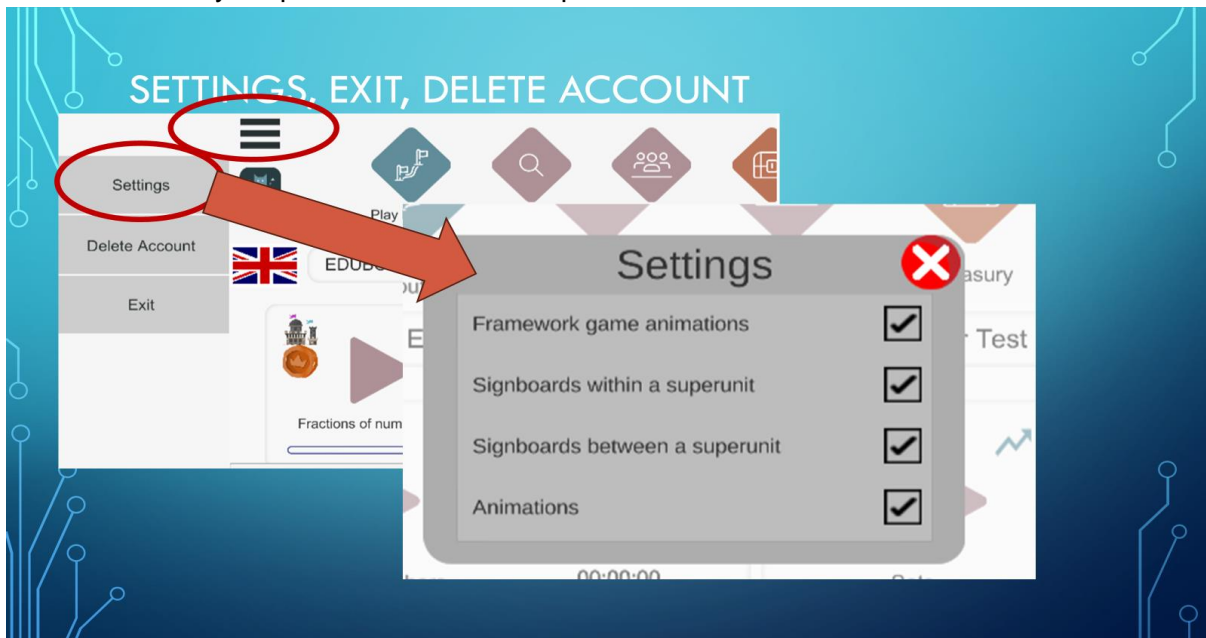 SETTINGS, EXIT, DELETE ACCOUNT
Settings
Delete Account
Exit
Play
Fractions of num
Settings
asury
Test
Framework game animations
Signboards within a superunit
Signboards between a superunit
Animations
00:00:00